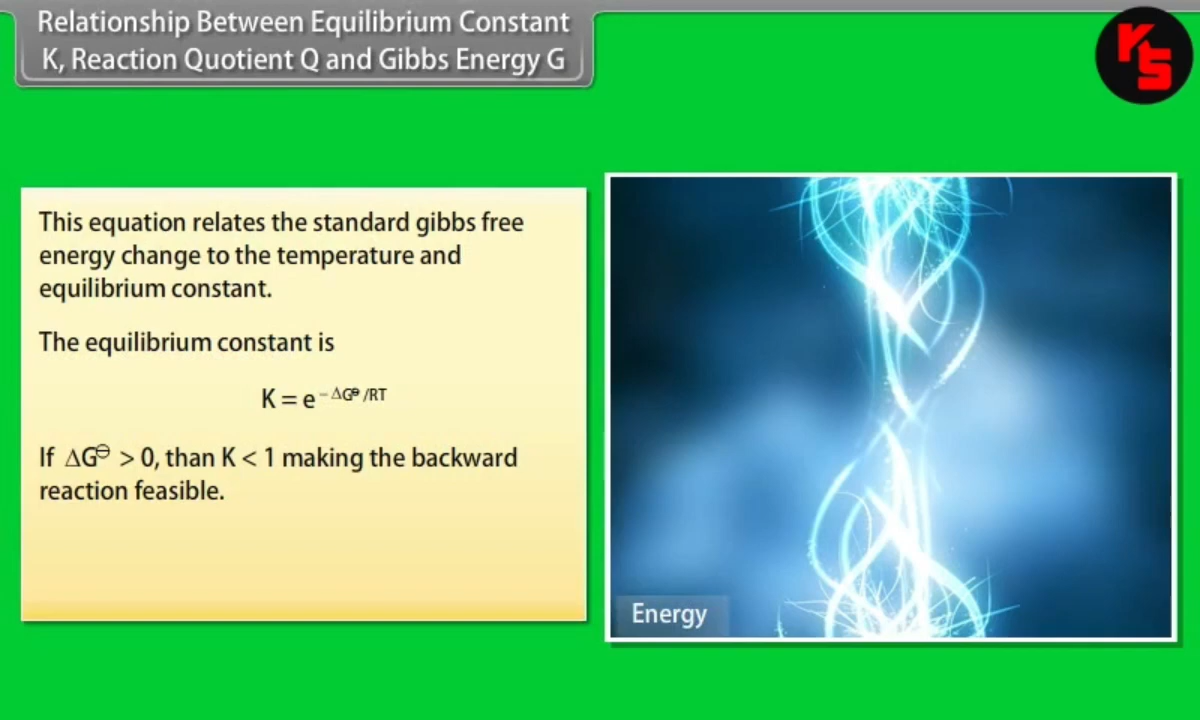 Relationship Between Equilibrium Constant
K, Reaction Quotient Q and Gibbs Energy G
KS
This equation relates the standard gibbs free
energy change to the temperature and
equilibrium constant.
The equilibrium constant is
K = e^{-ΔG⊖/RT}
If ΔG⊖ > 0, than K < 1 making the backward
reaction feasible.
Energy